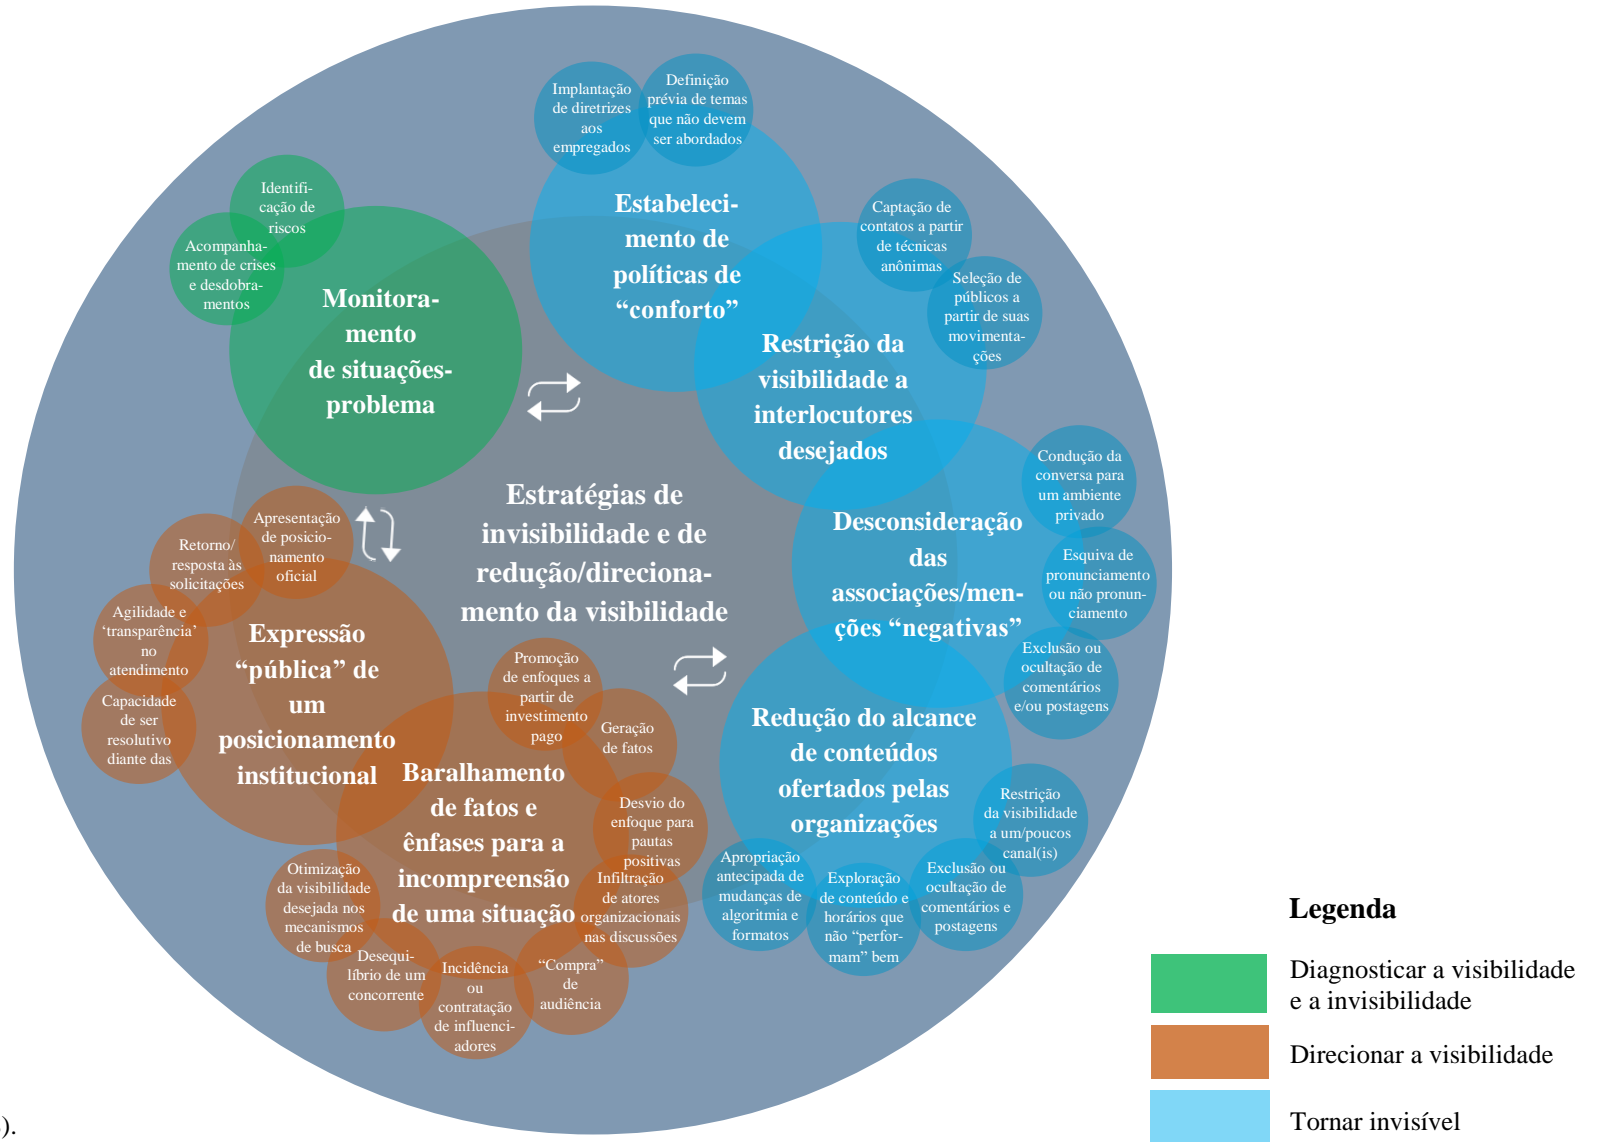 Implantação
de diretrizes
aos
empregados
Definição
prévia de temas
que não devem
ser abordados
Estabeleci-
mento de
políticas de
“conforto”
Identifi-
cação de
riscos
Acompanha-
mento de crises
e desdobra-
mentos
Monitora-
mento
de situações-
problema
Captação de
contatos a partir
de técnicas
anônimas
Seleção de
públicos a
partir de suas
movimenta-
ções
Restrição da
visibilidade a
interlocutores
desejados
Condução da
conversa para
um ambiente
privado
Esquiva de
pronunciamento
ou não pronun-
ciamento
Exclusão ou
ocultação de
comentários
e/ou postagens
Desconsideração
das
associações/men-
ções “negativas”
Estratégias de
invisibilidade e de
redução/direciona-
mento da visibilidade
Apresentação
de posicio-
namento
oficial
Retorno/
resposta às
solicitações
Agilidade e
‘transparência’
no
atendimento
Capacidade
de ser
resolutivo
diante das
Expressão
“pública” de
um
posicionamento
institucional
Promoção
de enfoques a
partir de
investimento
pago
Geração
de fatos
Desvio do
enfoque para
pautas
positivas
Infiltração
de atores
organizacionais
nas discussões
“Compra”
de
audiência
Incidência
ou
contratação
de influenci-
adores
Desequi-
líbrio de um
concorrente
Otimização
da visibilidade
desejada nos
mecanismos
de busca
Baralhamento
de fatos e
ênfases para a
incompreensão
de uma situação
Redução do alcance
de conteúdos
ofertados pelas
organizações
Restrição
da visibilidade
a um/poucos
canal(is)
Exclusão ou
ocultação de
comentários e
postagens
Exploração
de conteúdo e
horários que
não “perfor-
mam” bem
Apropriação
antecipada de
mudanças de
algoritmia e
formatos
Legenda
Diagnosticar a visibilidade
e a invisibilidade
Direcionar a visibilidade
Tornar invisível
).